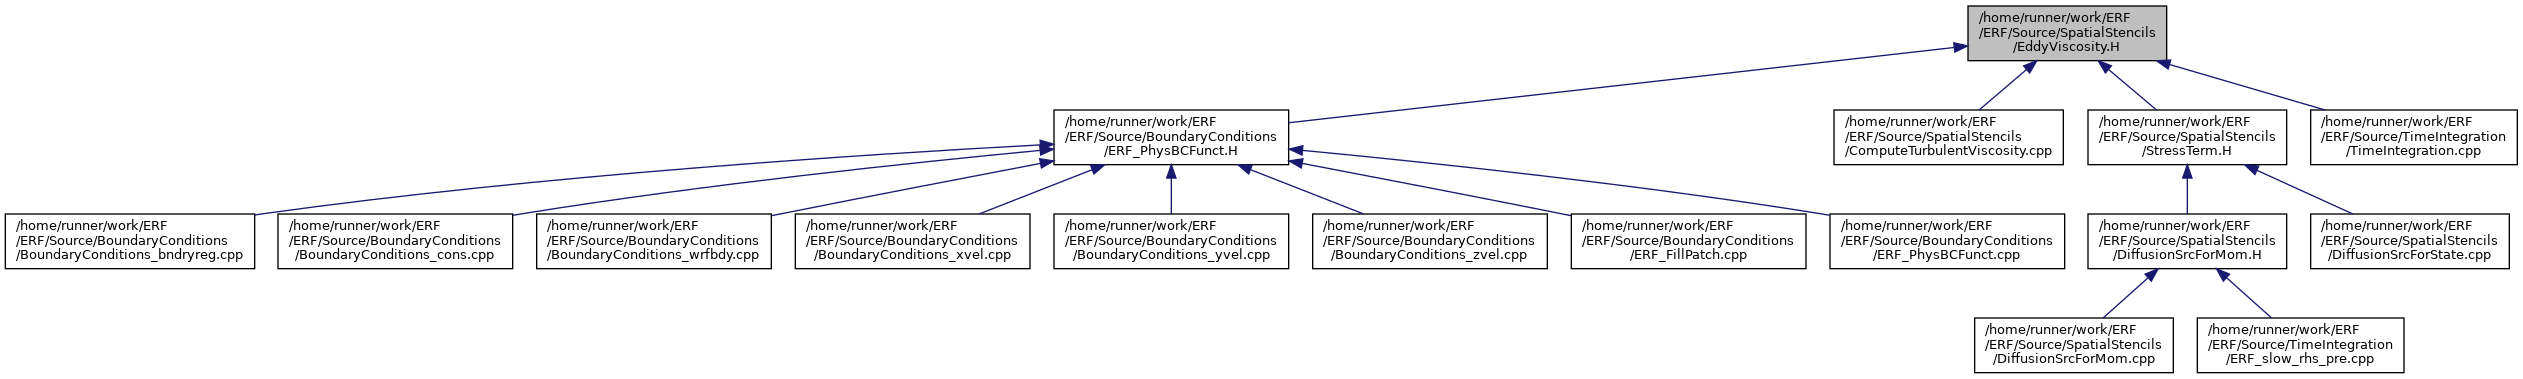 /home/runner/work/ERF
/ERF/Source/SpatialStencils
/EddyViscosity.H
/home/runner/work/ERF
/ERF/Source/BoundaryConditions
/ERF_PhysBCFunct.H
/home/runner/work/ERF
/ERF/Source/SpatialStencils
/ComputeTurbulentViscosity.cpp
/home/runner/work/ERF
/ERF/Source/SpatialStencils
/StressTerm.H
/home/runner/work/ERF
/ERF/Source/TimeIntegration
/TimeIntegration.cpp
/home/runner/work/ERF
/ERF/Source/BoundaryConditions
/BoundaryConditions_bndryreg.cpp
/home/runner/work/ERF
/ERF/Source/BoundaryConditions
/BoundaryConditions_cons.cpp
/home/runner/work/ERF
/ERF/Source/BoundaryConditions
/BoundaryConditions_wrfbdy.cpp
/home/runner/work/ERF
/ERF/Source/BoundaryConditions
/BoundaryConditions_xvel.cpp
/home/runner/work/ERF
/ERF/Source/BoundaryConditions
/BoundaryConditions_yvel.cpp
/home/runner/work/ERF
/ERF/Source/BoundaryConditions
/BoundaryConditions_zvel.cpp
/home/runner/work/ERF
/ERF/Source/BoundaryConditions
/ERF_FillPatch.cpp
/home/runner/work/ERF
/ERF/Source/BoundaryConditions
/ERF_PhysBCFunct.cpp
/home/runner/work/ERF
/ERF/Source/SpatialStencils
/DiffusionSrcForMom.H
/home/runner/work/ERF
/ERF/Source/SpatialStencils
/DiffusionSrcForState.cpp
/home/runner/work/ERF
/ERF/Source/SpatialStencils
/DiffusionSrcForMom.cpp
/home/runner/work/ERF
/ERF/Source/TimeIntegration
/ERF_slow_rhs_pre.cpp